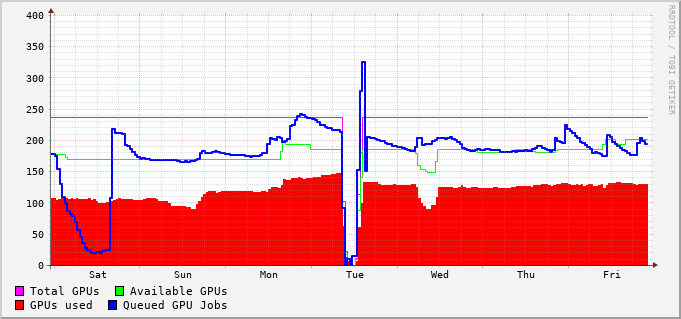 400
350
300
250
200
150
100
50
0
Sat Sun Mon Tue Wed Thu Fri
Total GPUs Available GPUs
GPUs used Queued GPU Jobs
RRDTOOL / TOBI OETIKER